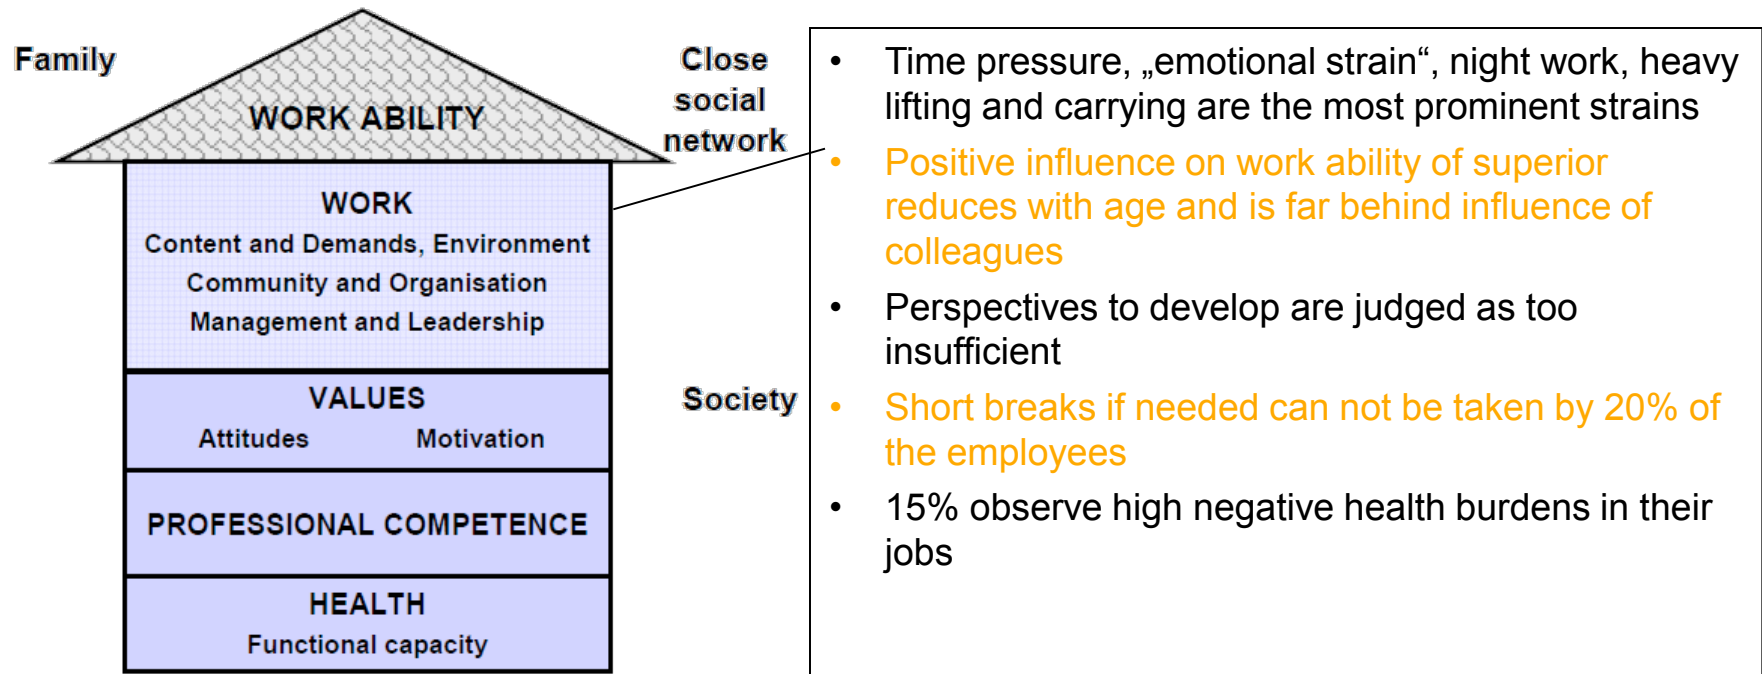 Family
WORK ABILITY
Close
social
network
WORK
Content and Demands, Environment
Community and Organisation
Management and Leadership
VALUES
Attitudes Motivation
Society
PROFESSIONAL COMPETENCE
HEALTH
Functional capacity
• Time pressure, „emotional strain“, night work, heavy
lifting and carrying are the most prominent strains
• Positive influence on work ability of superior
reduces with age and is far behind influence of
colleagues
• Perspectives to develop are judged as too
insufficient
• Short breaks if needed can not be taken by 20% of
the employees
• 15% observe high negative health burdens in their
jobs